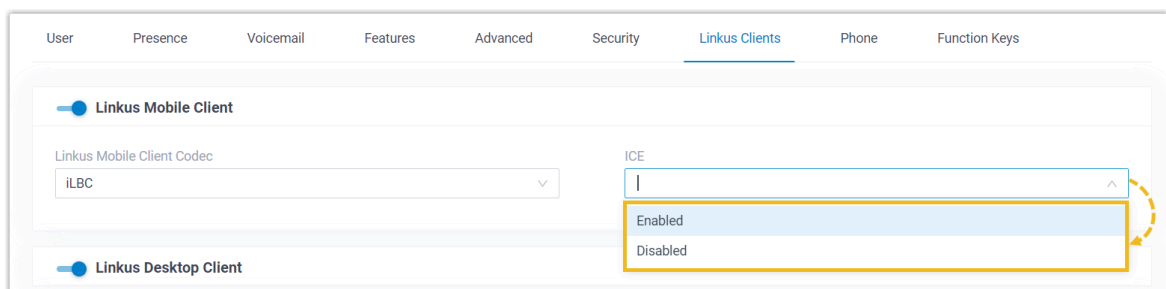 User Presence Voicemail Features Advanced Security Linkus Clients Phone Function Keys
Linkus Mobile Client
Linkus Mobile Client Codec ICE
iLBC
Enabled
Disabled
Linkus Desktop Client